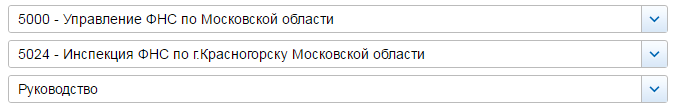 5000 - Управление ФНС по Московской области
5024 - Инспекция ФНС по г.Красногорску Московской области
Руководство